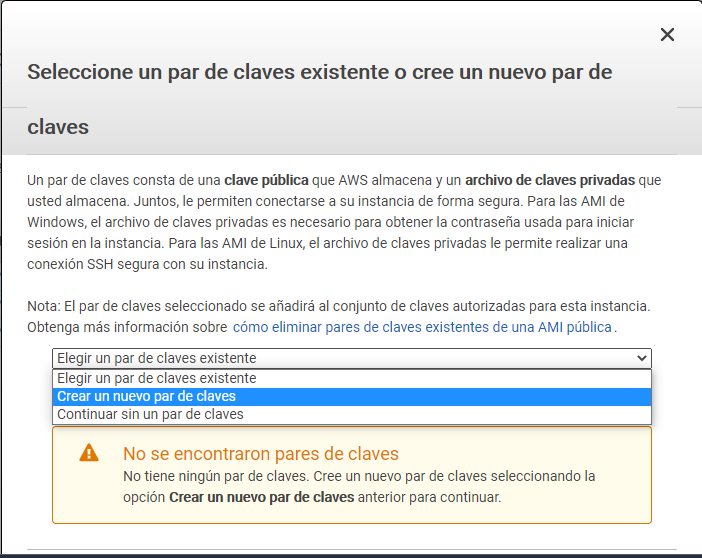 Seleccione un par de claves existente o cree un nuevo par de
claves
Un par de claves consta de una clave pública que AWS almacena y un archivo de claves privadas que
usted almacena. Juntos, le permiten conectarse a su instancia de forma segura. Para las AMI de
Windows, el archivo de claves privadas es necesario para obtener la contraseña usada para iniciar
sesión en la instancia. Para las AMI de Linux, el archivo de claves privadas le permite realizar una
conexión SSH segura con su instancia.
Nota: El par de claves seleccionado se añadirá al conjunto de claves autorizadas para esta instancia.
Obtenga más información sobre cómo eliminar pares de claves existentes de una AMI pública.
Elegir un par de claves existente
Elegir un par de claves existente
Crear un nuevo par de claves
Continuar sin un par de claves
No se encontraron pares de claves
No tiene ningún par de claves. Cree un nuevo par de claves seleccionando la
opción Crear un nuevo par de claves anterior para continuar.